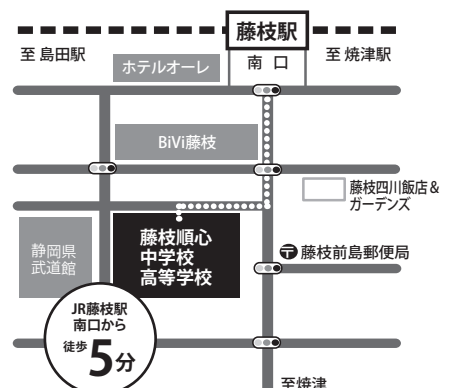 藤枝駅
至 島田駅
南 口
至 焼津駅
ホテルオーレ
BiVi藤枝
藤枝四川飯店&
ガーデンズ
静岡県
武道館
藤枝順心
中学校
高等学校
〒藤枝前島郵便局
JR藤枝駅
南口から
徒歩5分
至焼津